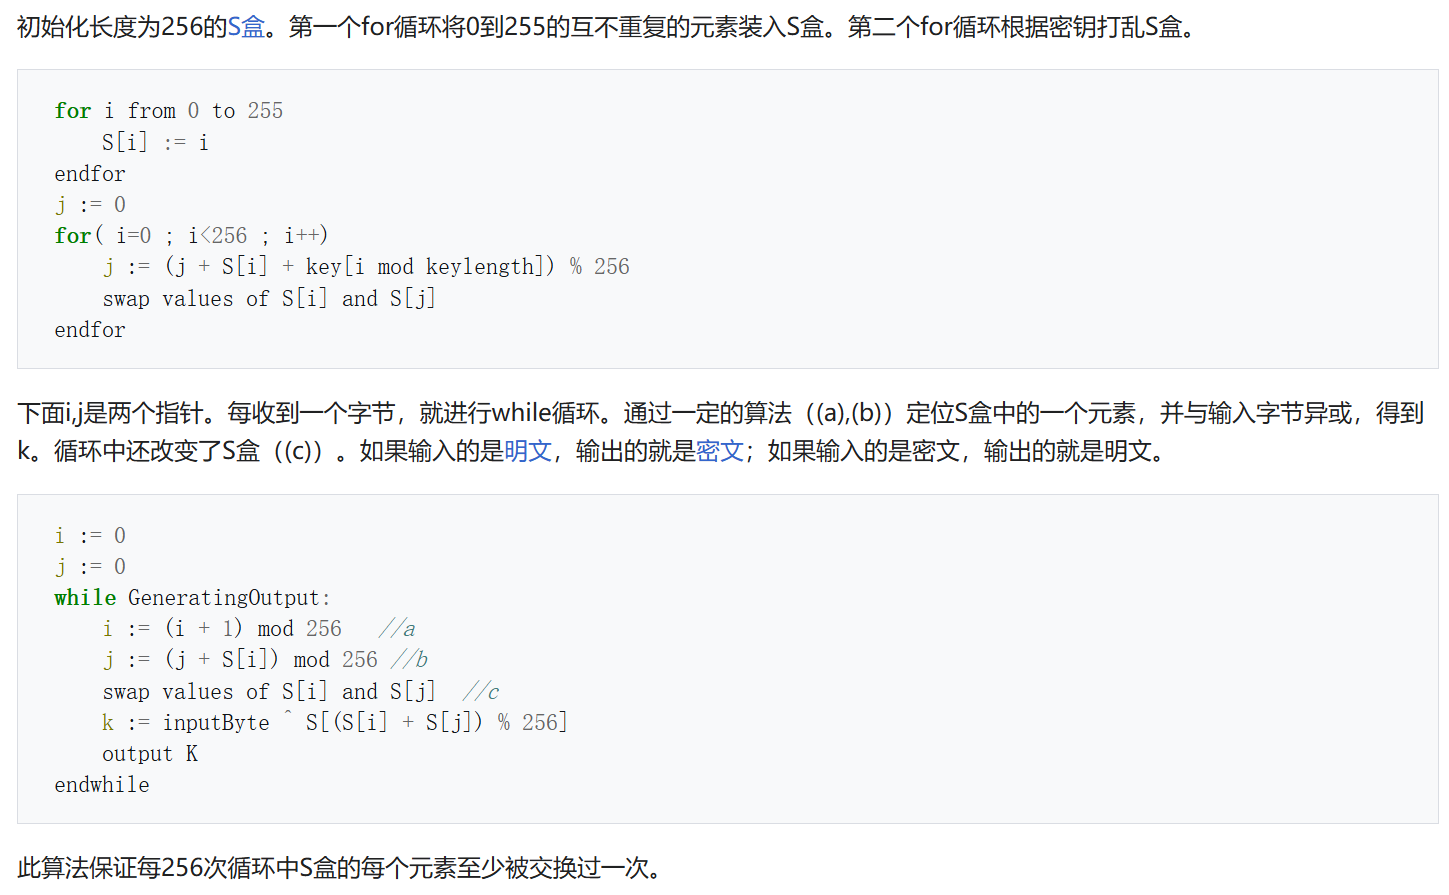 初始化长度为256的S盒。第一个for循环将0到255的互不重复的元素装入S盒。第二个for循环根据密钥打乱S盒。
for i from 0 to 255
    S[i] := i
endfor
j := 0
for( i=0 ; i<256 ; i++)
    j := (j + S[i] + key[i mod keylength]) % 256
    swap values of S[i] and S[j]
endfor
下面i,j是两个指针。每收到一个字节，就进行while循环。通过一定的算法（(a),(b)）定位S盒中的一个元素，并与输入字节异或，得到
k。循环中还改变了S盒（(c)）。如果输入的是明文，输出的就是密文；如果输入的是密文，输出的就是明文。
i := 0
j := 0
while GeneratingOutput:
    i := (i + 1) mod 256   //a
    j := (j + S[i]) mod 256 //b
    swap values of S[i] and S[j]  //c
    k := inputByte ^ S[(S[i] + S[j]) % 256]
    output K
endwhile
此算法保证每256次循环中S盒的每个元素至少被交换过一次。